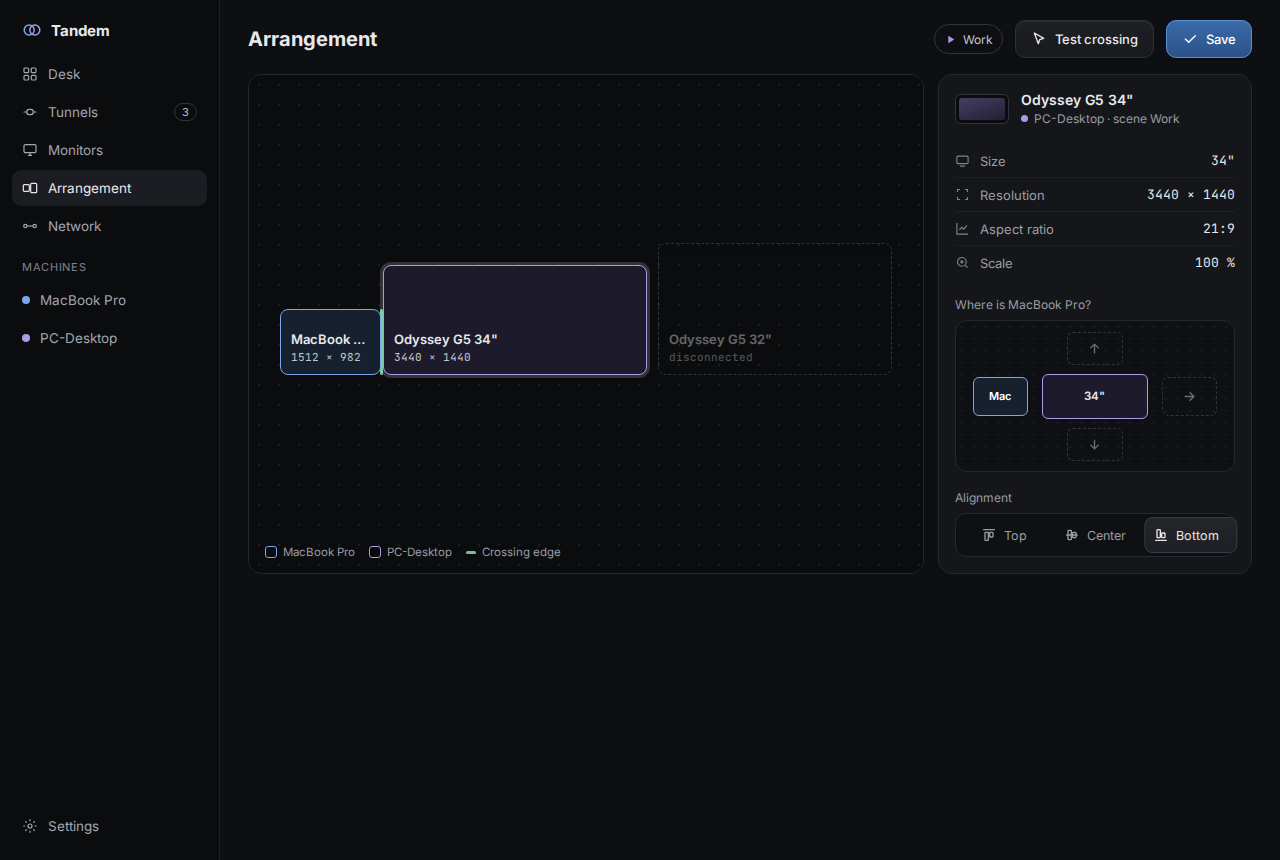 Tandem
Desk
Tunnels 3
Monitors
Arrangement
Network
MACHINES
MacBook Pro
PC-Desktop
Settings
Arrangement
Work
Test crossing
Save
MacBook ...
1512 × 982
Odyssey G5 34"
3440 × 1440
Odyssey G5 32"
disconnected
MacBook Pro
PC-Desktop
Crossing edge
Odyssey G5 34"
PC-Desktop · scene Work
Size 34"
Resolution 3440 × 1440
Aspect ratio 21:9
Scale 100 %
Where is MacBook Pro?
Mac
34"
Alignment
Top
Center
Bottom